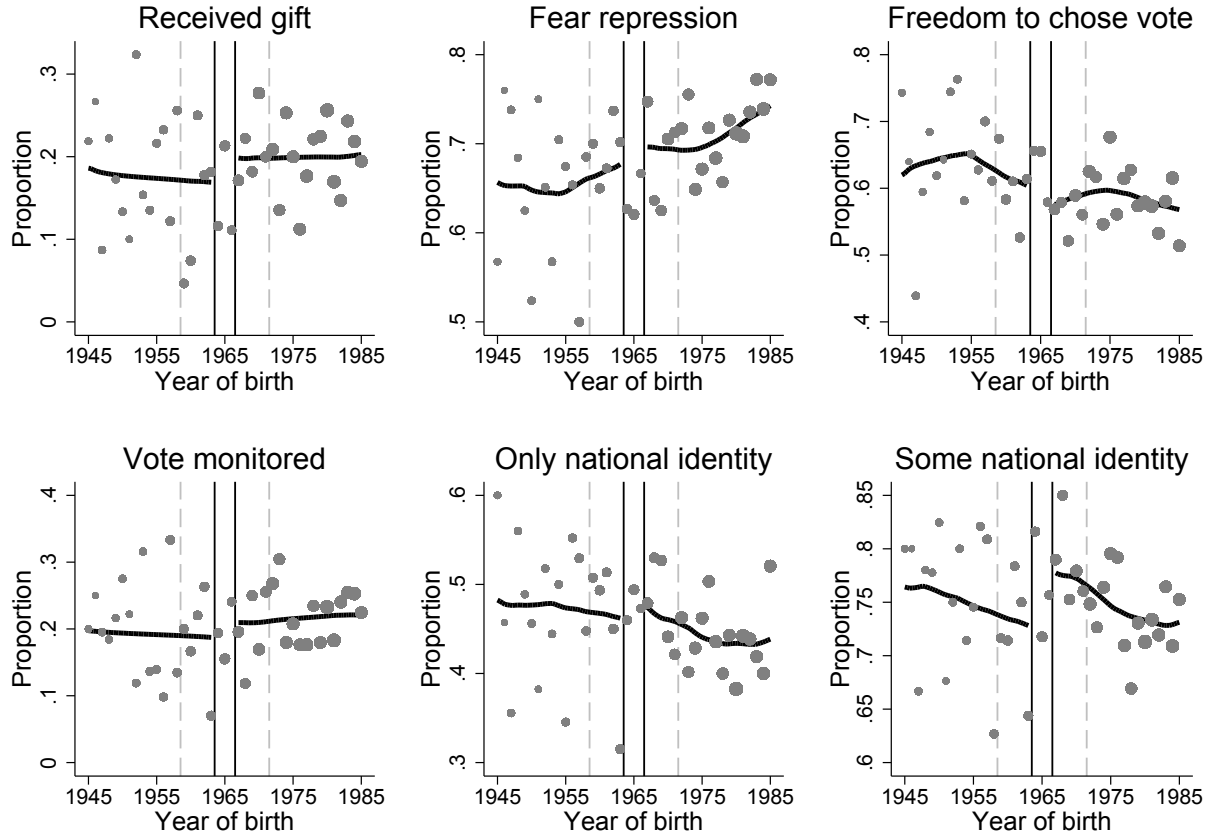 Received gift
Proportion
0 .1 .2 .3
1945 1955 1965 1975 1985
Year of birth
Fear repression
Proportion
.5 .6 .7 .8
1945 1955 1965 1975 1985
Year of birth
Freedom to chose vote
Proportion
.4 .5 .6 .7 .8
1945 1955 1965 1975 1985
Year of birth
Vote monitored
Proportion
0 .1 .2 .3 .4
1945 1955 1965 1975 1985
Year of birth
Only national identity
Proportion
.3 .4 .5 .6
1945 1955 1965 1975 1985
Year of birth
Some national identity
Proportion
.6 .65 .7 .75 .8 .85
1945 1955 1965 1975 1985
Year of birth